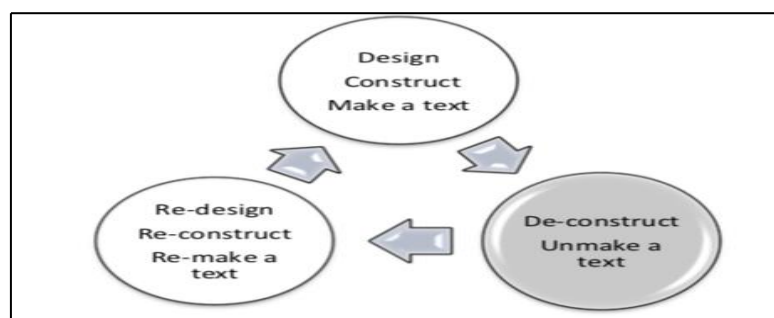 Design
Construct
Make a text
De-construct
Unmake a
text
Re-design
Re-construct
Re-make a
text